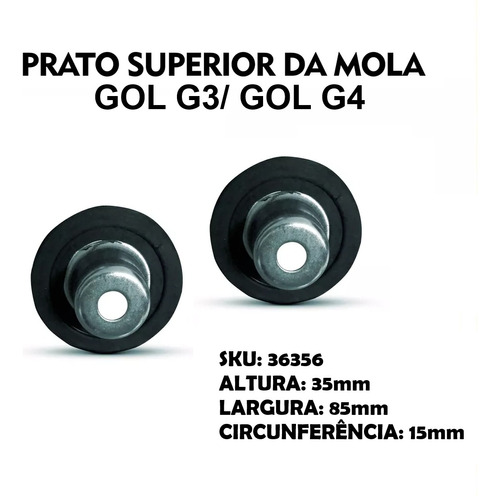 PRATO SUPERIOR DA MOLA
GOL G3/ GOL G4
SKU: 36356
ALTURA: 35mm
LARGURA: 85mm
CIRCUNFERÊNCIA: 15mm